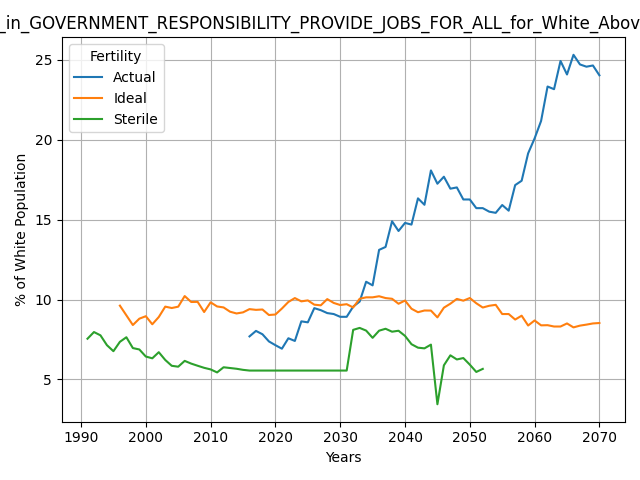 _in_GOVERNMENT_RESPONSIBILITY_PROVIDE_JOBS_FOR_ALL_for_White_Abov
Fertility
Actual
Ideal
Sterile
% of White Population
25
20
15
10
5
1990 2000 2010 2020 2030 2040 2050 2060 2070
Years